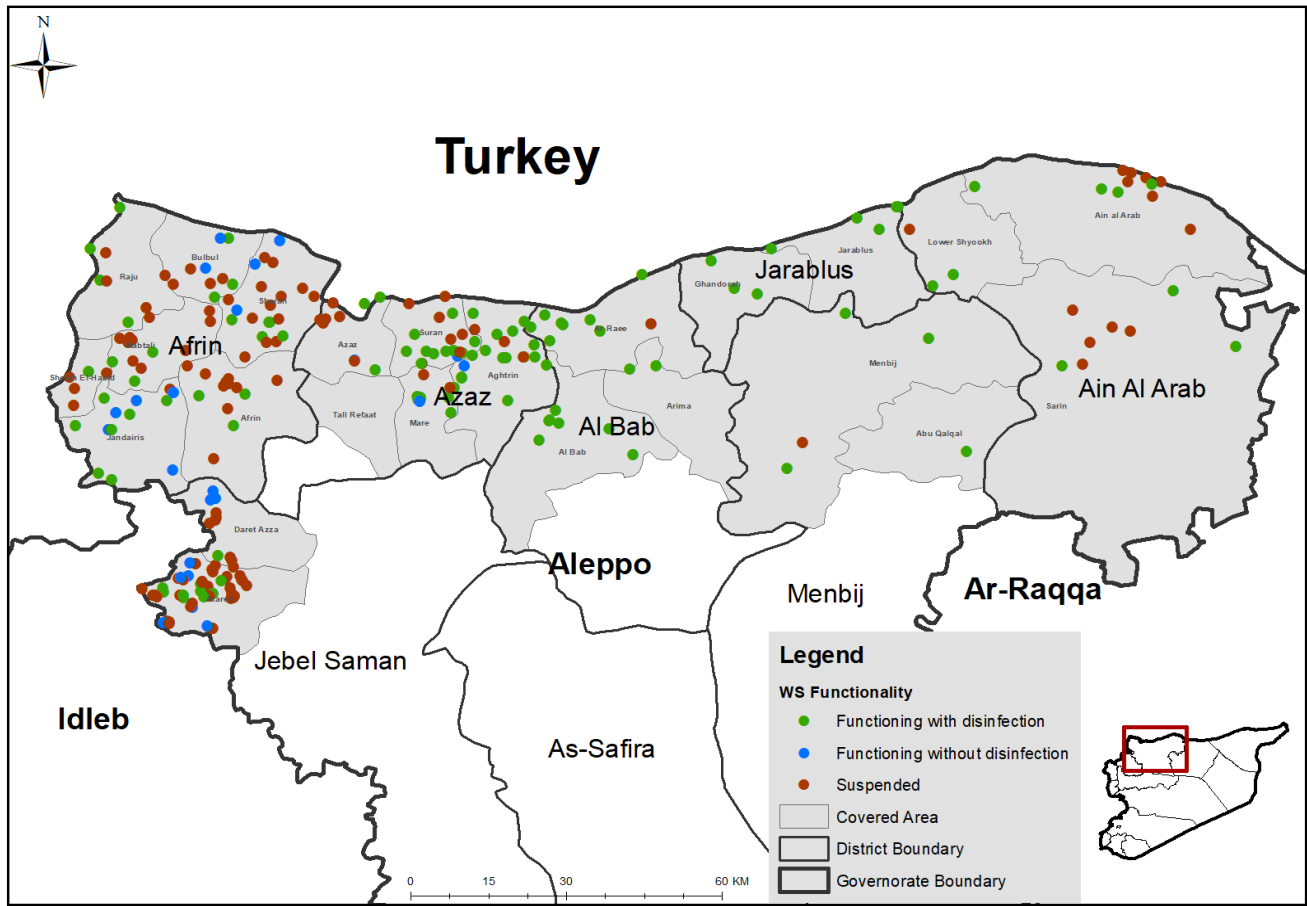 N
Turkey
Ain al Arab
Lower Shyookh
Jarablus
Bulbul
Raju
Jarablus
Ghandorah
Sharan
Suran
Ar-Raee
Azaz
Afrin
Menbij
Aghtrin
Sheikh El-Hadid
Ain Al Arab
Azaz
Arima
Sarin
Tall Refaat
Mare
Afrin
Al Bab
Abu Qalqal
Jandairis
Al Bab
Daret Azza
Aleppo
Ar-Raqqa
Menbij
Jebel Saman
Idleb
As-Safira
Legend
WS Functionality
Functioning with disinfection
Functioning without disinfection
Suspended
Covered Area
District Boundary
Governorate Boundary
0 15 30 60 KM